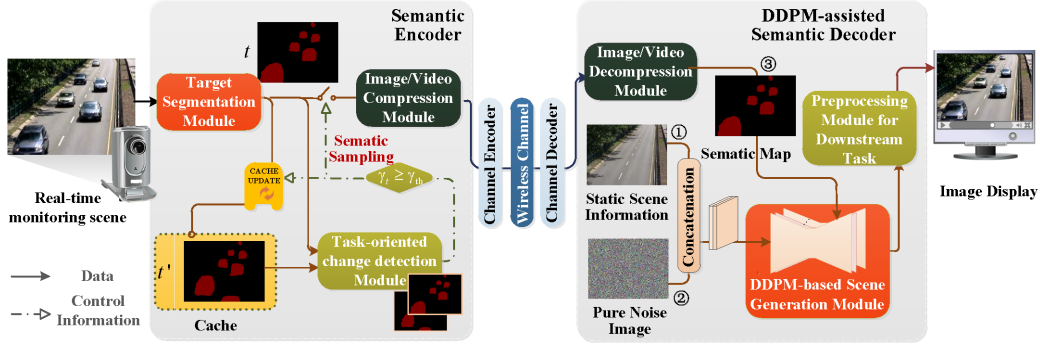 Semantic
Encoder
DDPM-assisted
Semantic Decoder
t
Target
Segmentation
Module
Image/Video
Compression
Module
Sematic
Sampling
CACHE
UPDATE
γt ≥ γth
Real-time
monitoring scene
t'
Task-oriented
change detection
Module
Cache
Data
Control
Information
Channel Encoder
Wireless Channel
Channel Decoder
Image/Video
Decompression
Module
③
Sematic Map
①
Static Scene
Information
Concatenation
②
Pure Noise
Image
Preprocessing
Module for
Downstream
Task
DDPM-based Scene
Generation Module
Image Display